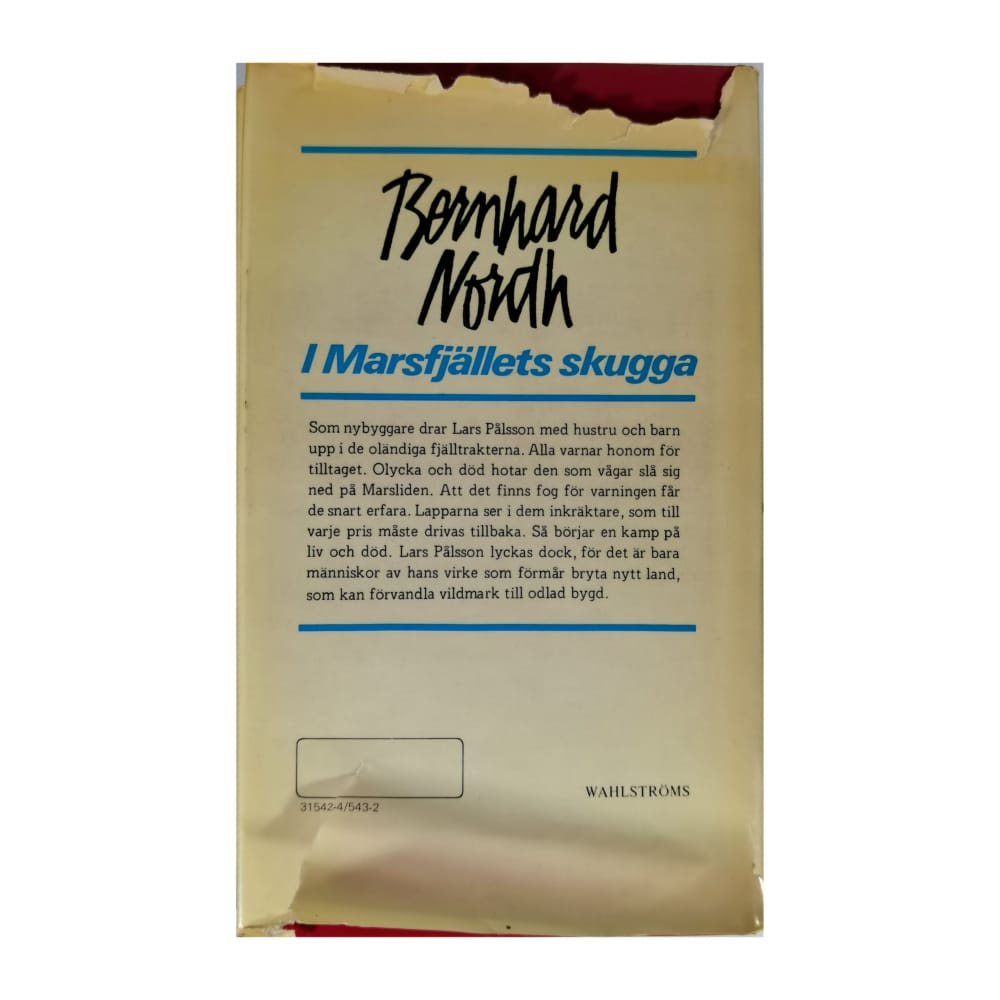 Bernhard
Nordh
I Marsfjällets skugga
Som nybyggare drar Lars Pålsson med hustru och barn
upp i de oländiga fjälltrakterna. Alla varnar honom för
tilltaget. Olycka och död hotar den som vågar slå sig
ned på Marsliden. Att det finns fog för varningen får
de snart erfara. Lapparna ser i dem inkräktare, som till
varje pris måste drivas tillbaka. Så börjar en kamp på
liv och död. Lars Pålsson lyckas dock, för det är bara
människor av hans virke som förmår bryta nytt land,
som kan förvandla vildmark till odlad bygd.
31542-4/543-2
WAHLSTRÖMS